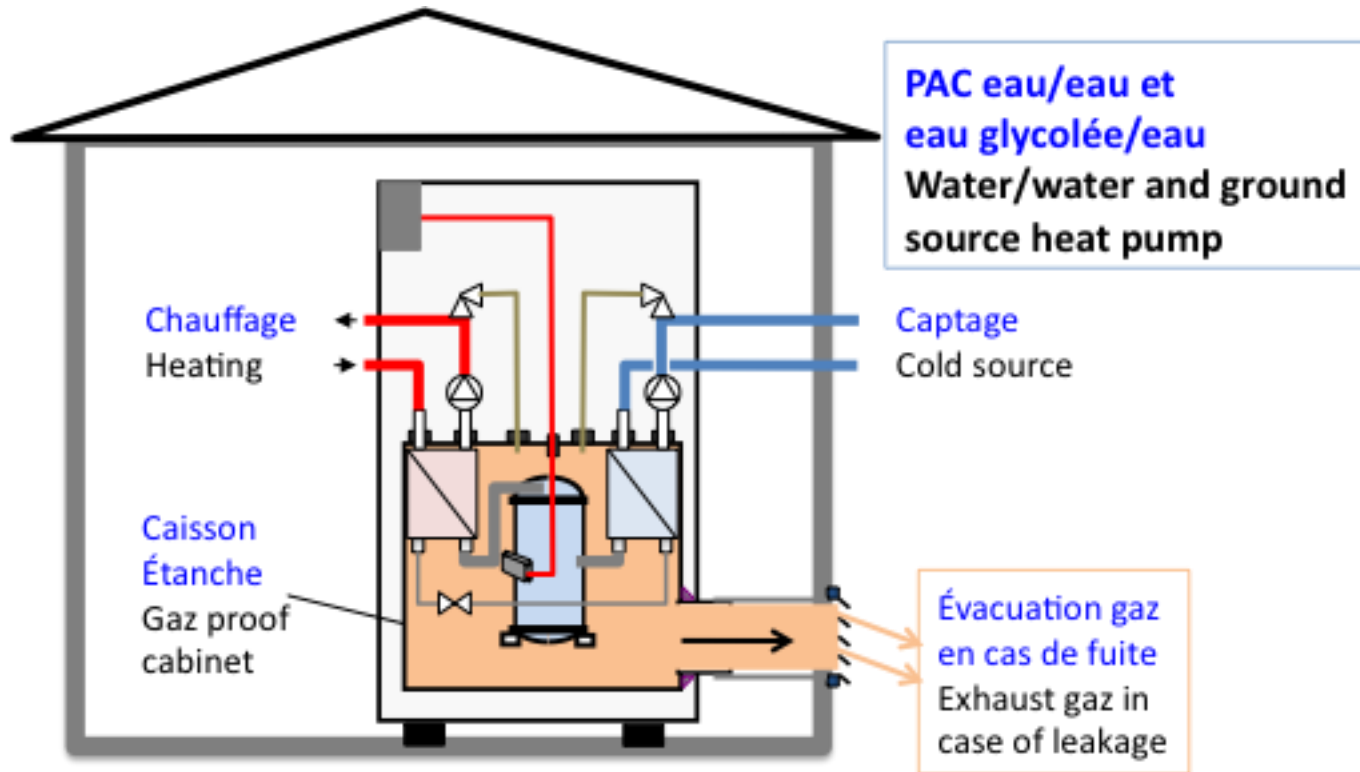 PAC eau/eau et
eau glycolée/eau
Water/water and ground
source heat pump
Chauffage
Heating
Captage
Cold source
Caisson
Étanche
Gaz proof
cabinet
Évacuation gaz
en cas de fuite
Exhaust gaz in
case of leakage